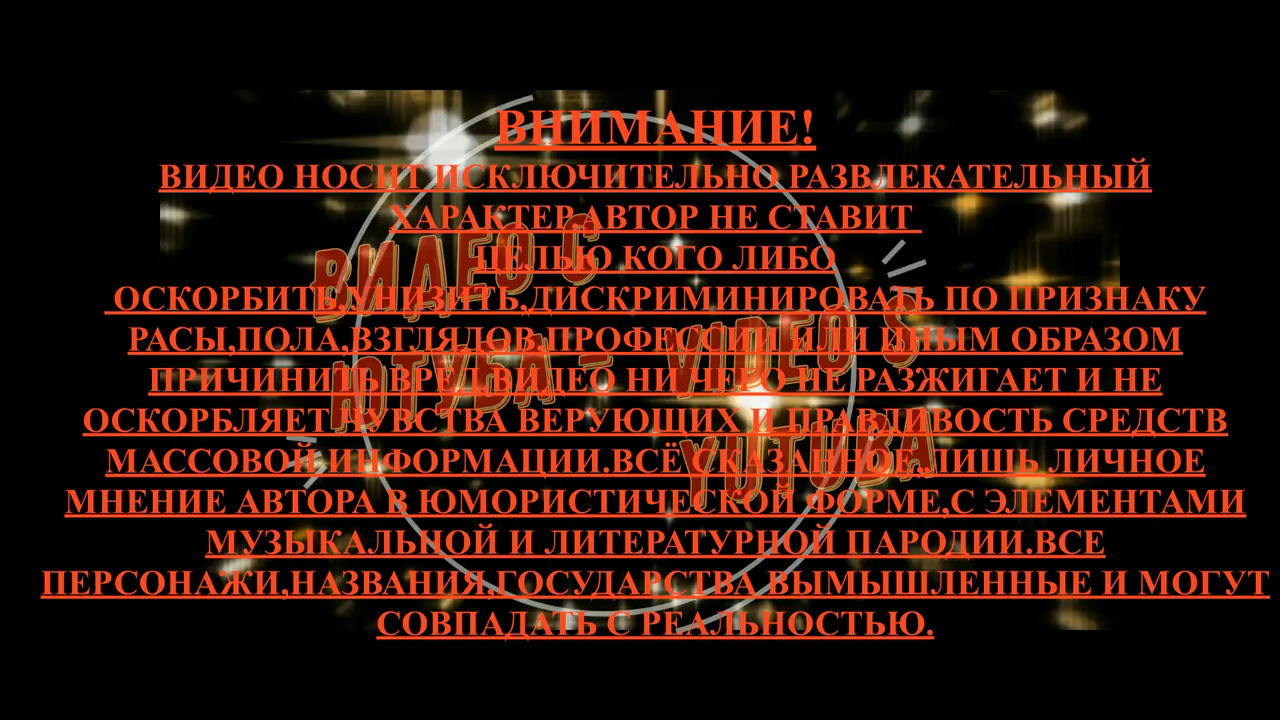 ВНИМАНИЕ!
ВИДЕО НОСИТ ИСКЛЮЧИТЕЛЬНО РАЗВЛЕКАТЕЛЬНЫЙ
ХАРАКТЕР.АВТОР НЕ СТАВИТ
ЦЕЛЬЮ КОГО ЛИБО
ОСКОРБИТЬ,УНИЗИТЬ,ДИСКРИМИНИРОВАТЬ ПО ПРИЗНАКУ
РАСЫ,ПОЛА,ВЗГЛЯДОВ,ПРОФЕССИИ ИЛИ ИНЫМ ОБРАЗОМ
ПРИЧИНИТЬ ВРЕД.ВИДЕО НИ ЧЕГО НЕ РАЗЖИГАЕТ И НЕ
ОСКОРБЛЯЕТ ЧУВСТВА ВЕРУЮЩИХ И ПРАВДИВОСТЬ СРЕДСТВ
МАССОВОЙ ИНФОРМАЦИИ.ВСЁ СКАЗАННОЕ,ЛИШЬ ЛИЧНОЕ
МНЕНИЕ АВТОРА В ЮМОРИСТИЧЕСКОЙ ФОРМЕ,С ЭЛЕМЕНТАМИ
МУЗЫКАЛЬНОЙ И ЛИТЕРАТУРНОЙ ПАРОДИИ.ВСЕ
ПЕРСОНАЖИ,НАЗВАНИЯ,ГОСУДАРСТВА ВЫМЫШЛЕННЫЕ И МОГУТ
СОВПАДАТЬ С РЕАЛЬНОСТЬЮ.
ВИДЕО С
ЮТУБА -
VIDEO S
YUTUBA